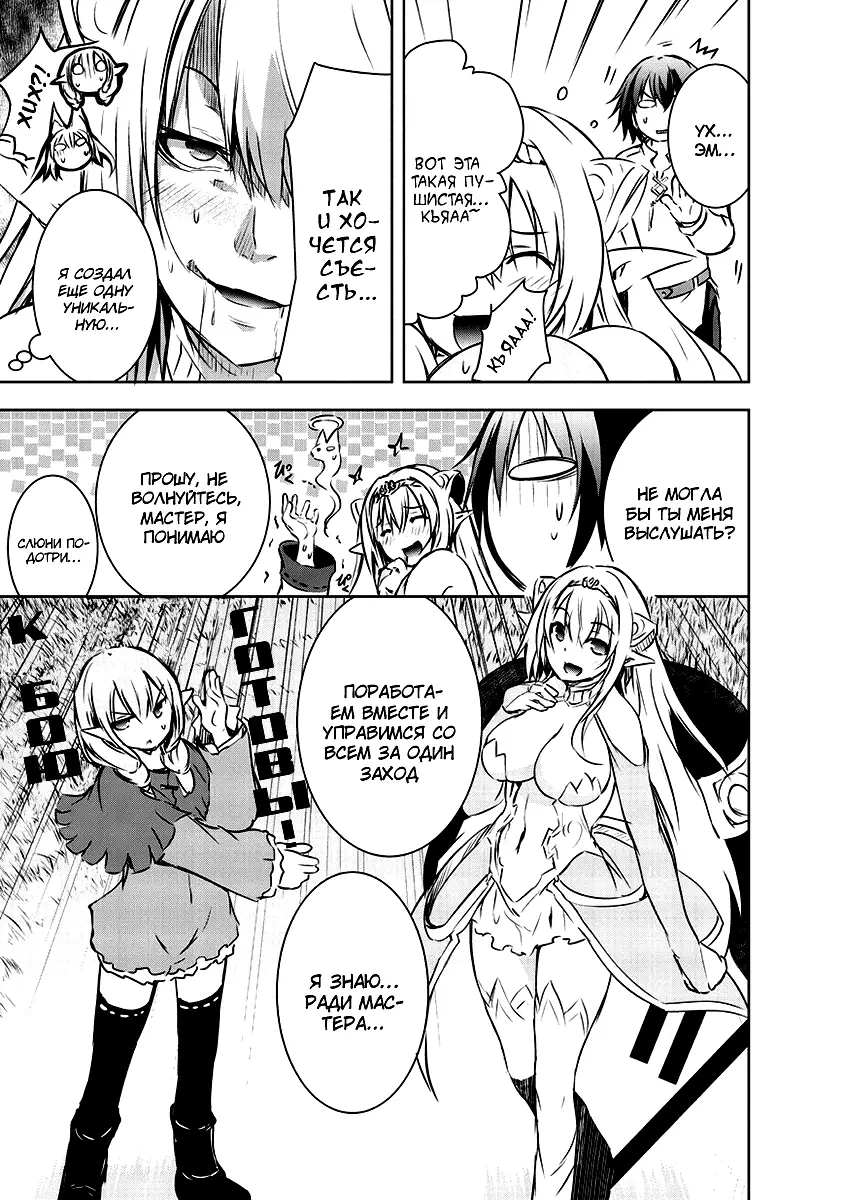 УХ...
ЭМ...
ВОТ ЭТА
ТАКАЯ ПУ-
ШИСТАЯ...
КЪЯАА~
КЪЯААА!
ТАК
И ХО-
ЧЕТСЯ
СЪЕ-
СТЬ...
ХИХ?!
Я СОЗДАЛ
ЕЩЕ ОДНУ
УНИКАЛЬ-
НУЮ...
НЕ МОГЛА
БЫ ТЫ МЕНЯ
ВЫСЛУШАТЬ?
ПРОШУ, НЕ
ВОЛНУЙТЕСЬ,
МАСТЕР, Я
ПОНИМАЮ
СЛЮНИ ПО-
ДОТРИ...
ПОРАБОТА-
ЕМ ВМЕСТЕ И
УПРАВИМСЯ СО
ВСЕМ ЗА ОДИН
ЗАХОД
ГОТОВЫ!
К БОЮ
Я ЗНАЮ...
РАДИ МАС-
ТЕРА...